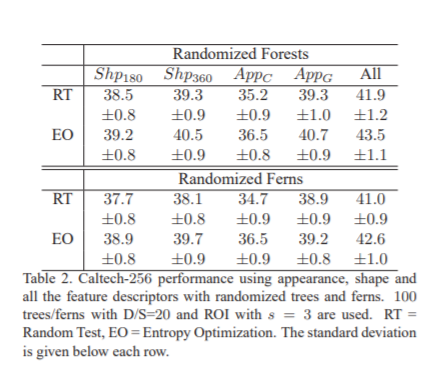 Randomized Forests
Shp180 Shp360 AppC AppG All
RT 38.5 39.3 35.2 39.3 41.9
±0.8 ±0.9 ±0.9 ±1.0 ±1.2
EO 39.2 40.5 36.5 40.7 43.5
±0.8 ±0.9 ±0.8 ±0.9 ±1.1
Randomized Ferns
RT 37.7 38.1 34.7 38.9 41.0
±0.8 ±0.8 ±0.9 ±0.9 ±0.9
EO 38.9 39.7 36.5 39.2 42.6
±0.8 ±0.9 ±0.9 ±0.8 ±1.0
Table 2. Caltech-256 performance using appearance, shape and
all the feature descriptors with randomized trees and ferns. 100
trees/ferns with D/S=20 and ROI with s = 3 are used. RT =
Random Test, EO = Entropy Optimization. The standard deviation
is given below each row.